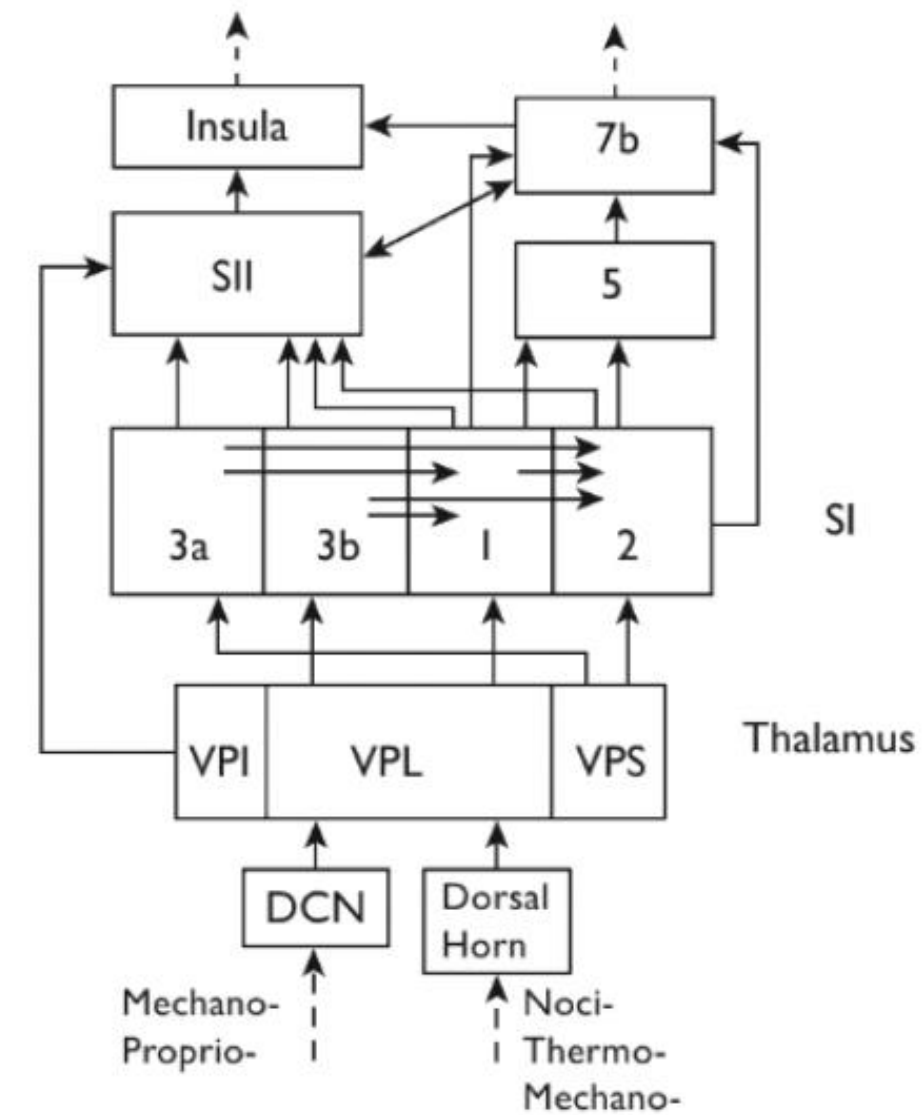 Insula
7b
SII
5
3a
3b
1
2
SI
VPI
VPL
VPS
Thalamus
DCN
Dorsal
Horn
Mechano-
Proprio-
Noci-
Thermo-
Mechano-